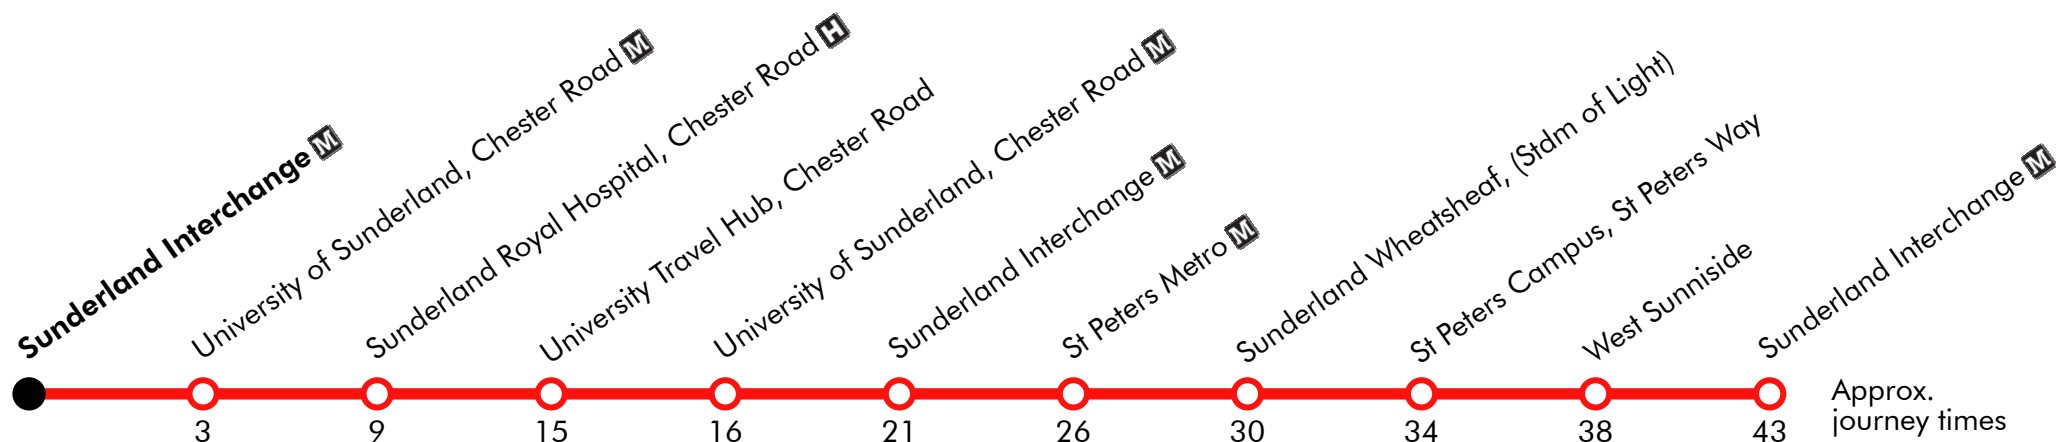 Sunderland Interchange M
University of Sunderland, Chester Road M
Sunderland Royal Hospital, Chester Road H
University Travel Hub, Chester Road
University of Sunderland, Chester Road M
Sunderland Interchange M
St Peters Metro M
Sunderland Wheatsheaf, (Stdm of Light)
St Peters Campus, St Peters Way
West Sunniside
Sunderland Interchange M
3 9 15 16 21 26 30 34 38 43
Approx.
journey times